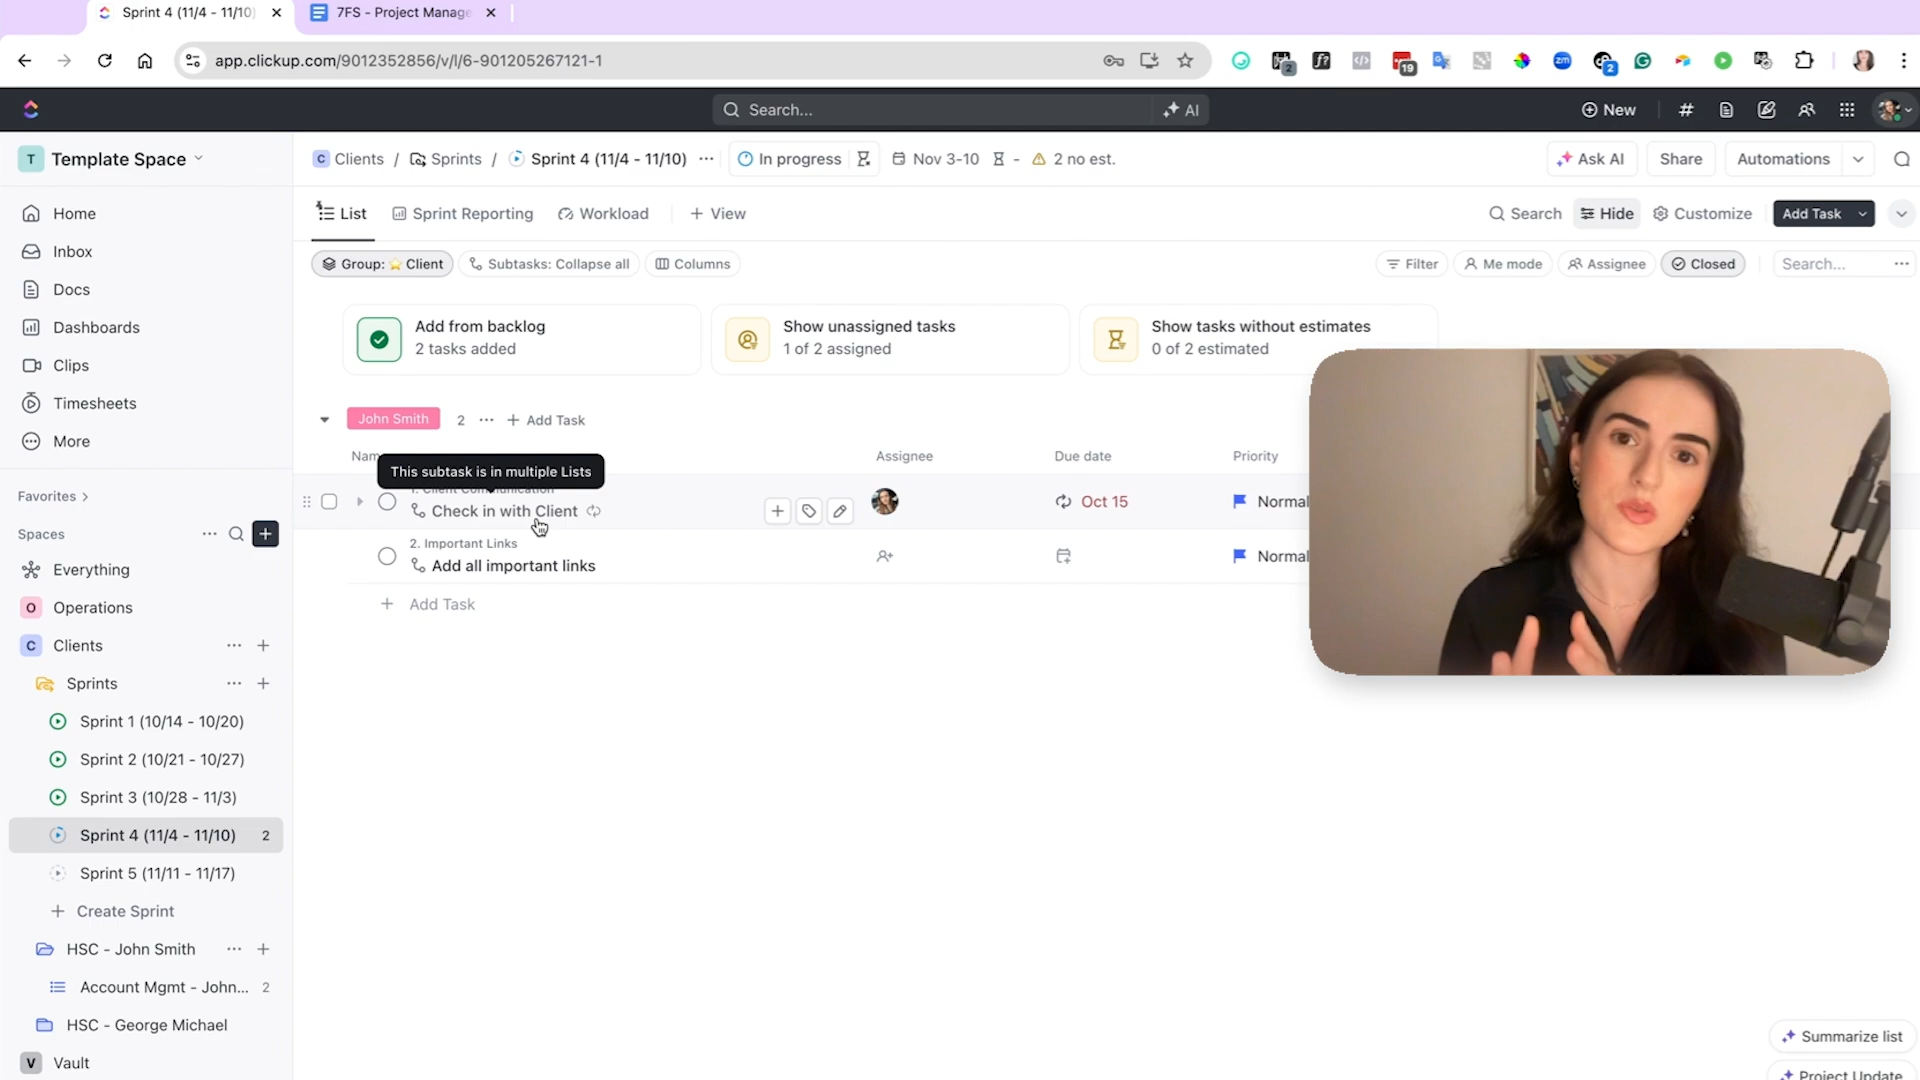 Sprint 4 (11/4 - 11/10)
7FS - Project Manage
app.clickup.com/9012352856/v/l/6-901205267121-1
2
19
zm
2
Search...
AI
New
T
Template Space
C Clients / Sprints / Sprint 4 (11/4 - 11/10)
In progress
Nov 3-10
-
2 no est.
Ask AI
Share
Automations
Home
Inbox
Docs
Dashboards
Clips
Timesheets
More
Favorites
Spaces
Everything
O Operations
C Clients
Sprints
Sprint 1 (10/14 - 10/20)
Sprint 2 (10/21 - 10/27)
Sprint 3 (10/28 - 11/3)
Sprint 4 (11/4 - 11/10) 2
Sprint 5 (11/11 - 11/17)
Create Sprint
HSC - John Smith
Account Mgmt - John... 2
HSC - George Michael
V Vault
List
Sprint Reporting
Workload
View
Search
Hide
Customize
Add Task
Group: Client
Subtasks: Collapse all
Columns
Filter
Me mode
Assignee
Closed
Search...
Add from backlog
2 tasks added
Show unassigned tasks
1 of 2 assigned
Show tasks without estimates
0 of 2 estimated
John Smith 2 Add Task
Assignee Due date Priority
This subtask is in multiple Lists
Check in with Client
Oct 15
Normal
2. Important Links
Add all important links
Normal
Add Task
Summarize list
Project Update